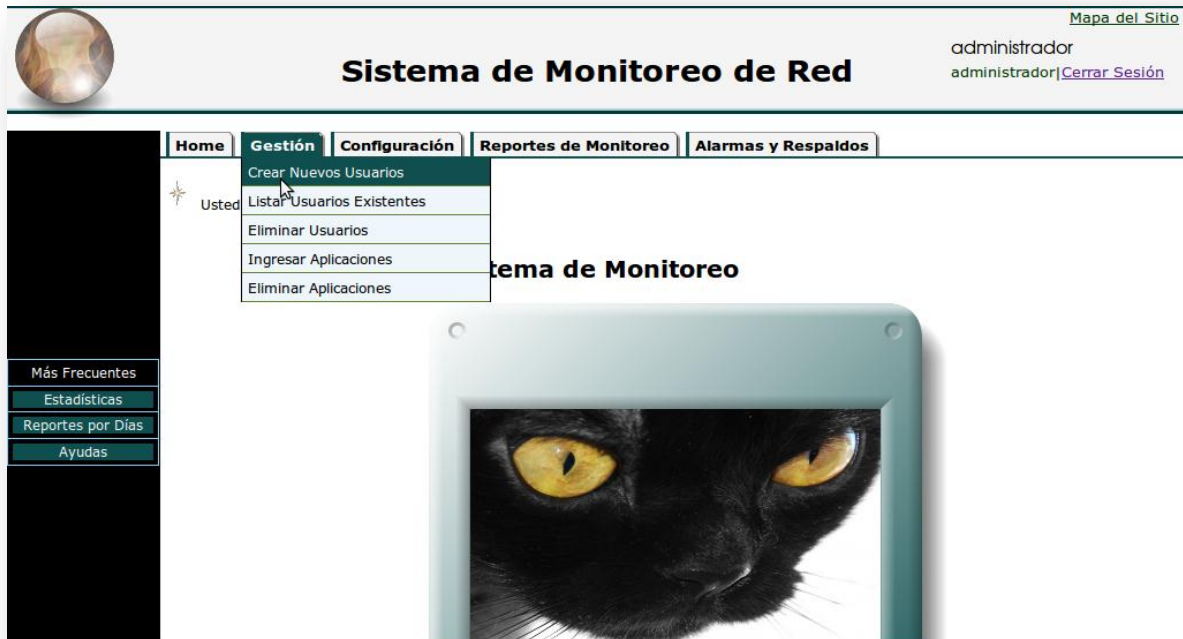 Mapa del Sitio
administrador
Sistema de Monitoreo de Red
administrador|Cerrar Sesión
Home Gestión Configuración Reportes de Monitoreo Alarmas y Respaldos
Crear Nuevos Usuarios
Usted
Listar Usuarios Existentes
Eliminar Usuarios
Ingresar Aplicaciones
Eliminar Aplicaciones
tema de Monitoreo
Más Frecuentes
Estadísticas
Reportes por Días
Ayudas